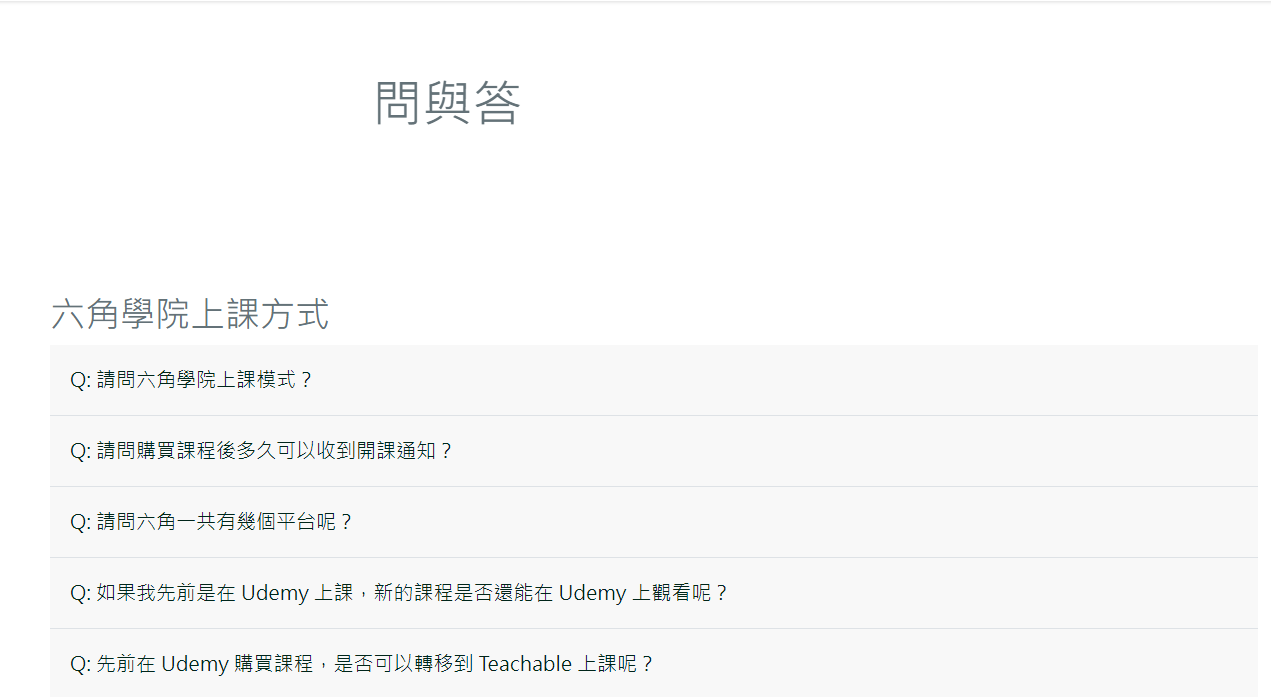 問與答
六角學院上課方式
Q: 請問六角學院上課模式？
Q: 請問購買課程後多久可以收到開課通知？
Q: 請問六角一共有幾個平台呢？
Q: 如果我先前是在 Udemy 上課，新的課程是否還能在 Udemy 上觀看呢？
Q: 先前在 Udemy 購買課程，是否可以轉移到 Teachable 上課呢？